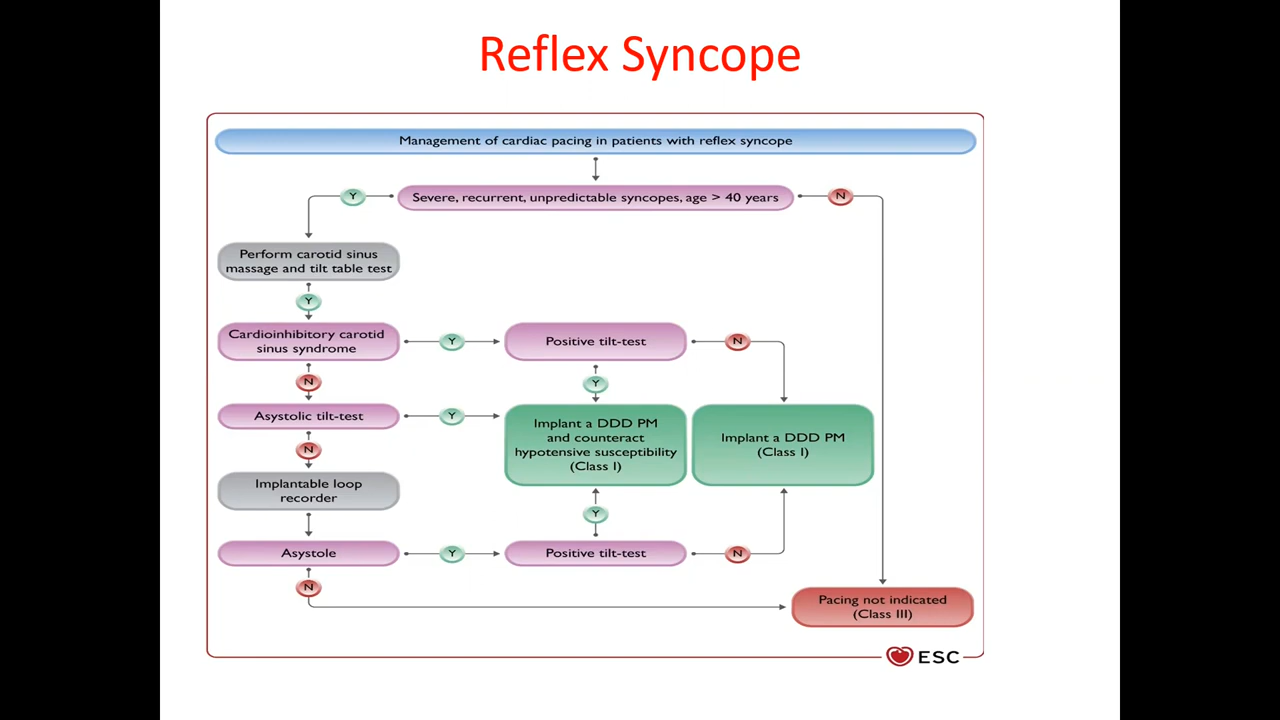 Reflex Syncope
Management of cardiac pacing in patients with reflex syncope
Y
Severe, recurrent, unpredictable syncopes, age > 40 years
N
Perform carotid sinus
massage and tilt table test
Y
Cardioinhibitory carotid
sinus syndrome
Y
Positive tilt-test
N
N
Y
Asystolic tilt-test
Y
Implant a DDD PM
and counteract
hypotensive susceptibility
(Class I)
Implant a DDD PM
(Class I)
N
Implantable loop
recorder
Y
Asystole
Y
Positive tilt-test
N
N
Pacing not indicated
(Class III)
ESC